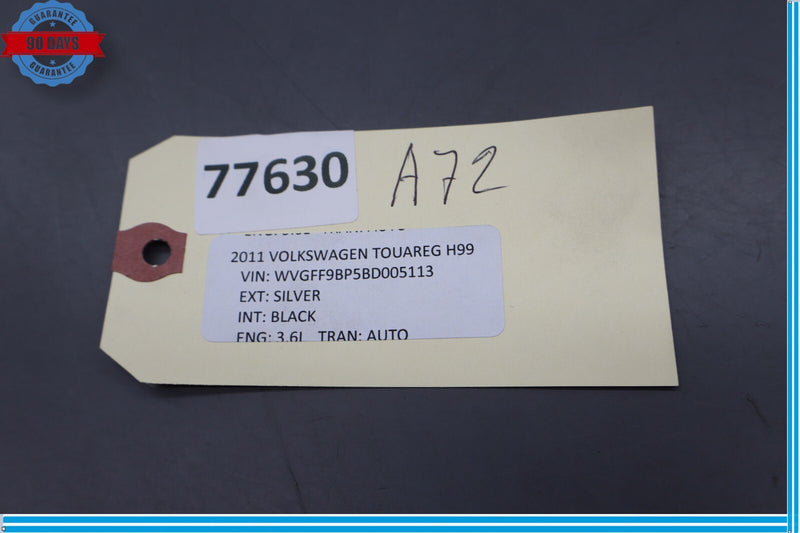 GUARANTEE
90 DAYS
GUARANTEE
77630
A72
2011 VOLKSWAGEN TOUAREG H99
VIN: WVGFF9BP5BD005113
EXT: SILVER
INT: BLACK
ENG: 3.6L TRAN: AUTO